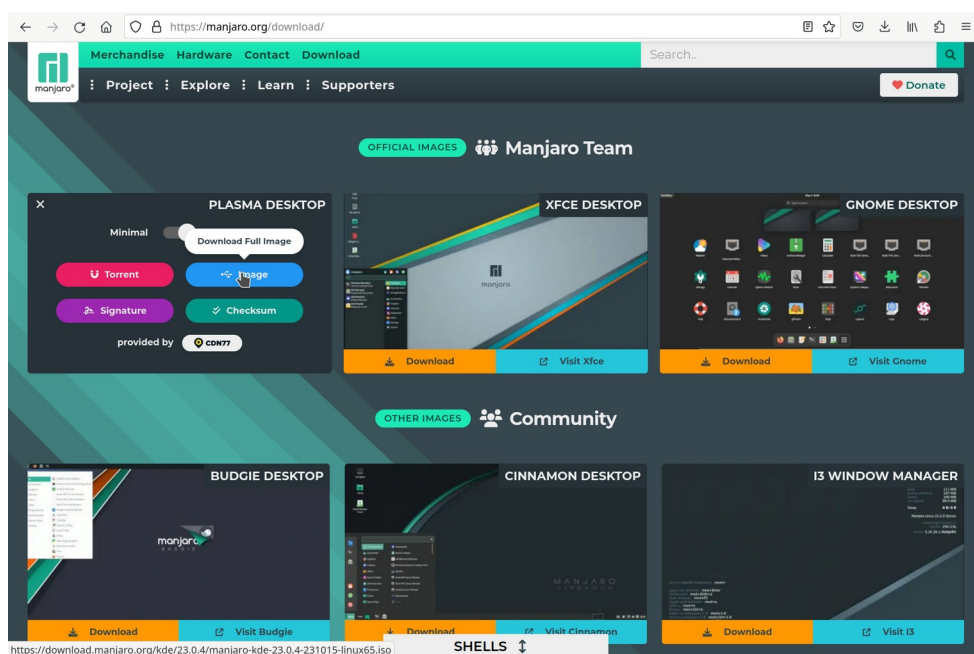 https://manjaro.org/download/
Merchandise Hardware Contact Download
Search..
manjaro
Project Explore Learn Supporters
Donate
OFFICIAL IMAGES Manjaro Team
PLASMA DESKTOP
Minimal
Download Full Image
Torrent
Image
Signature
Checksum
provided by CDN77
XFCE DESKTOP
manjaro
Download Visit Xfce
GNOME DESKTOP
Download Visit Gnome
OTHER IMAGES Community
BUDGIE DESKTOP
manjaro
BUDGIE
Download Visit Budgie
CINNAMON DESKTOP
MANJARO
Download Visit Cinnamon
I3 WINDOW MANAGER
Download Visit I3
https://download.manjaro.org/kde/23.0.4/manjaro-kde-23.0.4-231015-linux65.iso
SHELLS